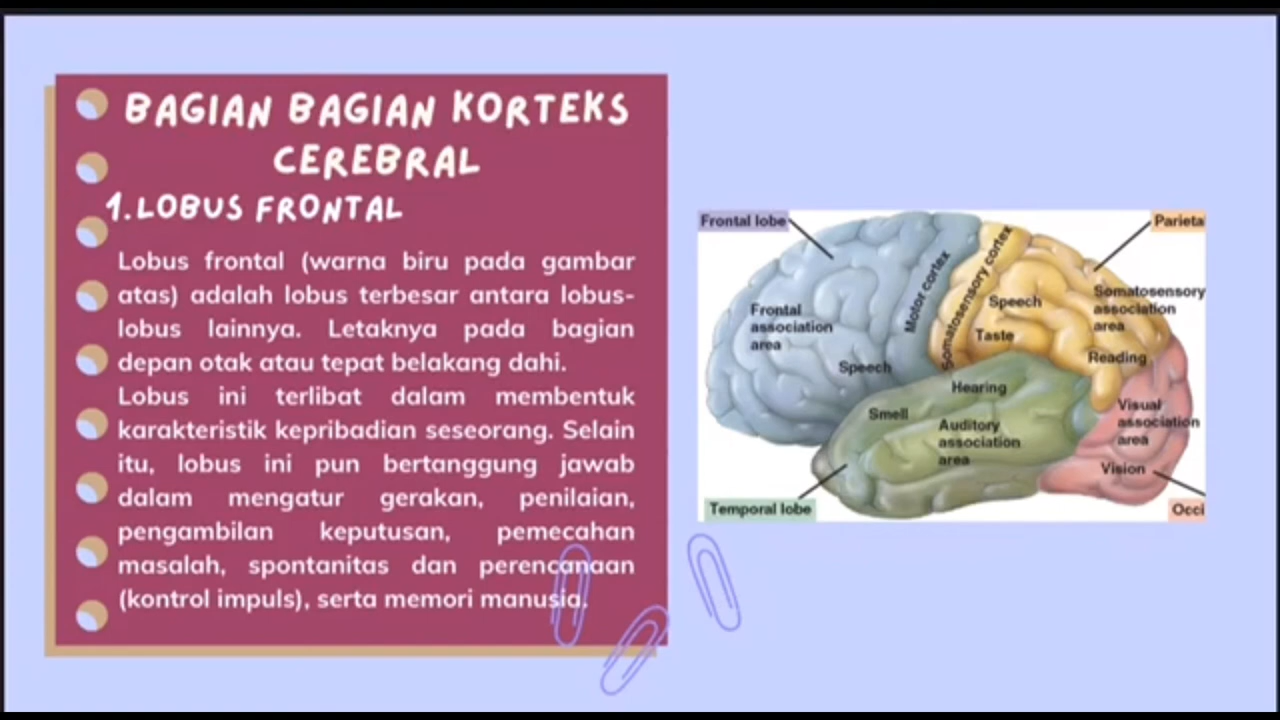 BAGIAN BAGIAN KORTEKS
CEREBRAL
1.LOBUS FRONTAL
Lobus frontal (warna biru pada gambar
atas) adalah lobus terbesar antara lobus-
lobus lainnya. Letaknya pada bagian
depan otak atau tepat belakang dahi.
Lobus ini terlibat dalam membentuk
karakteristik kepribadian seseorang. Selain
itu, lobus ini pun bertanggung jawab
dalam mengatur gerakan, penilaian,
pengambilan keputusan, pemecahan
masalah, spontanitas dan perencanaan
(kontrol impuls), serta memori manusia.
Frontal lobe
Parieta
Motor cortex
Somatosensory cortex
Frontal
association
area
Speech
Speech
Taste
Somatosensory
association
area
Reading
Hearing
Smell
Auditory
association
area
Visual
association
area
Vision
Temporal lobe
Occi